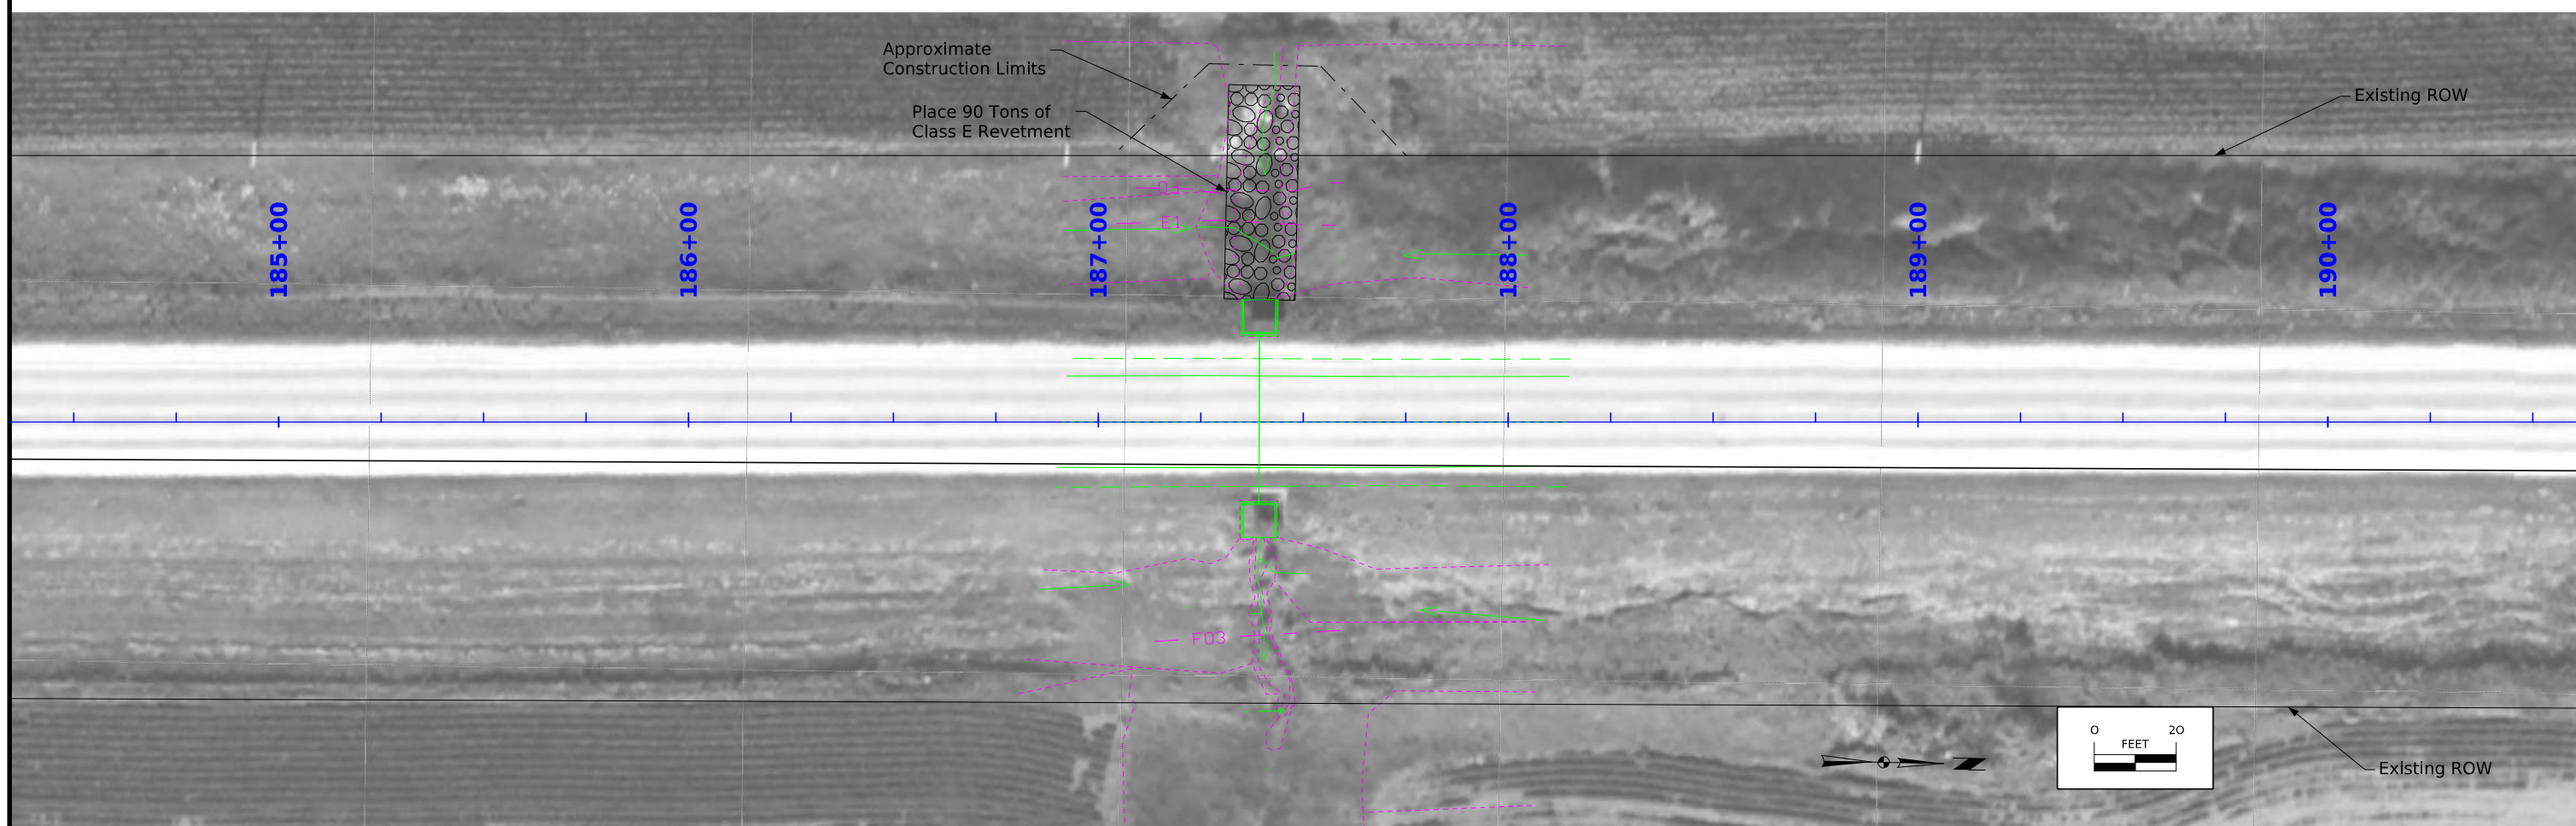 Approximate
Construction Limits
Place 90 Tons of
Class E Revetment
Existing ROW
185+00
186+00
187+00
188+00
189+00
190+00
E1
F03
0 20
FEET
Existing ROW